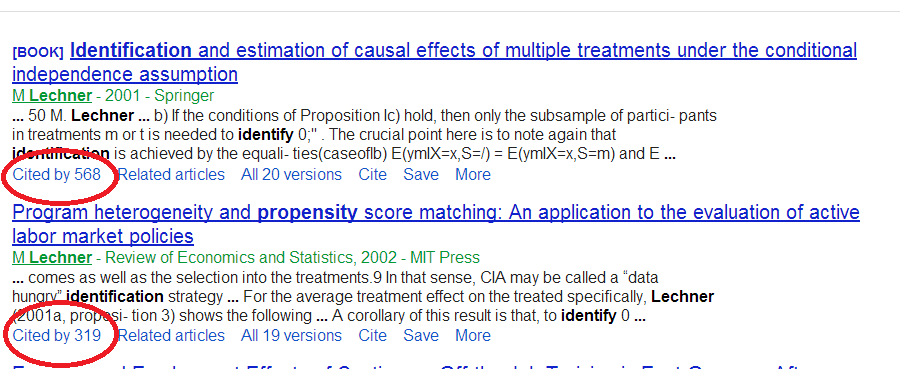 [BOOK] Identification and estimation of causal effects of multiple treatments under the conditional
independence assumption
M Lechner - 2001 - Springer
... 50 M. Lechner ... b) If the conditions of Proposition lc) hold, then only the subsample of partici- pants
in treatments m or t is needed to identify 0;" . The crucial point here is to note again that
identification is achieved by the equali- ties(caseoflb) E(ymlX=x,S=/) = E(ymlX=x,S=m) and E ...
Cited by 568 Related articles All 20 versions Cite Save More
Program heterogeneity and propensity score matching: An application to the evaluation of active
labor market policies
M Lechner - Review of Economics and Statistics, 2002 - MIT Press
... comes as well as the selection into the treatments.9 In that sense, CIA may be called a “data
hungry” identification strategy ... For the average treatment effect on the treated specifically, Lechner
(2001a, proposi- tion 3) shows the following ... A corollary of this result is that, to identify 0 ...
Cited by 319 Related articles All 19 versions Cite Save More